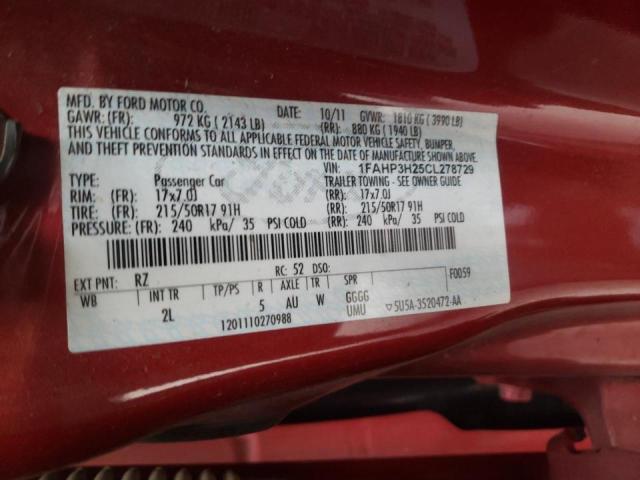 MFD. BY FORD MOTOR CO.
DATE: 10/11 GVWR: 1810 KG ( 3990 LB)
GAWR: (FR): 972 KG ( 2143 LB) (RR): 880 KG ( 1940 LB)
THIS VEHICLE CONFORMS TO ALL APPLICABLE FEDERAL MOTOR VEHICLE SAFETY, BUMPER,
AND THEFT PREVENTION STANDARDS IN EFFECT ON THE DATE OF MANUFACTURE SHOWN ABOVE.
VIN: 1FAHP3H25CL278729
TYPE: Passenger Car TRAILER TOWING - SEE OWNER GUIDE
RIM: (FR): 17x7.0J (RR): 17x7.0J
TIRE: (FR): 215/50R17 91H (RR): 215/50R17 91H
PRESSURE: (FR): 240 kPa/ 35 PSI COLD (RR): 240 kPa/ 35 PSI COLD
EXT PNT: RZ RC: 52 DSO: F0059
WB INT TR TP/PS R AXLE TR SPR
2L 5 AU W GGGG
UMU ▽5U5A-3520472-AA
1201110270988